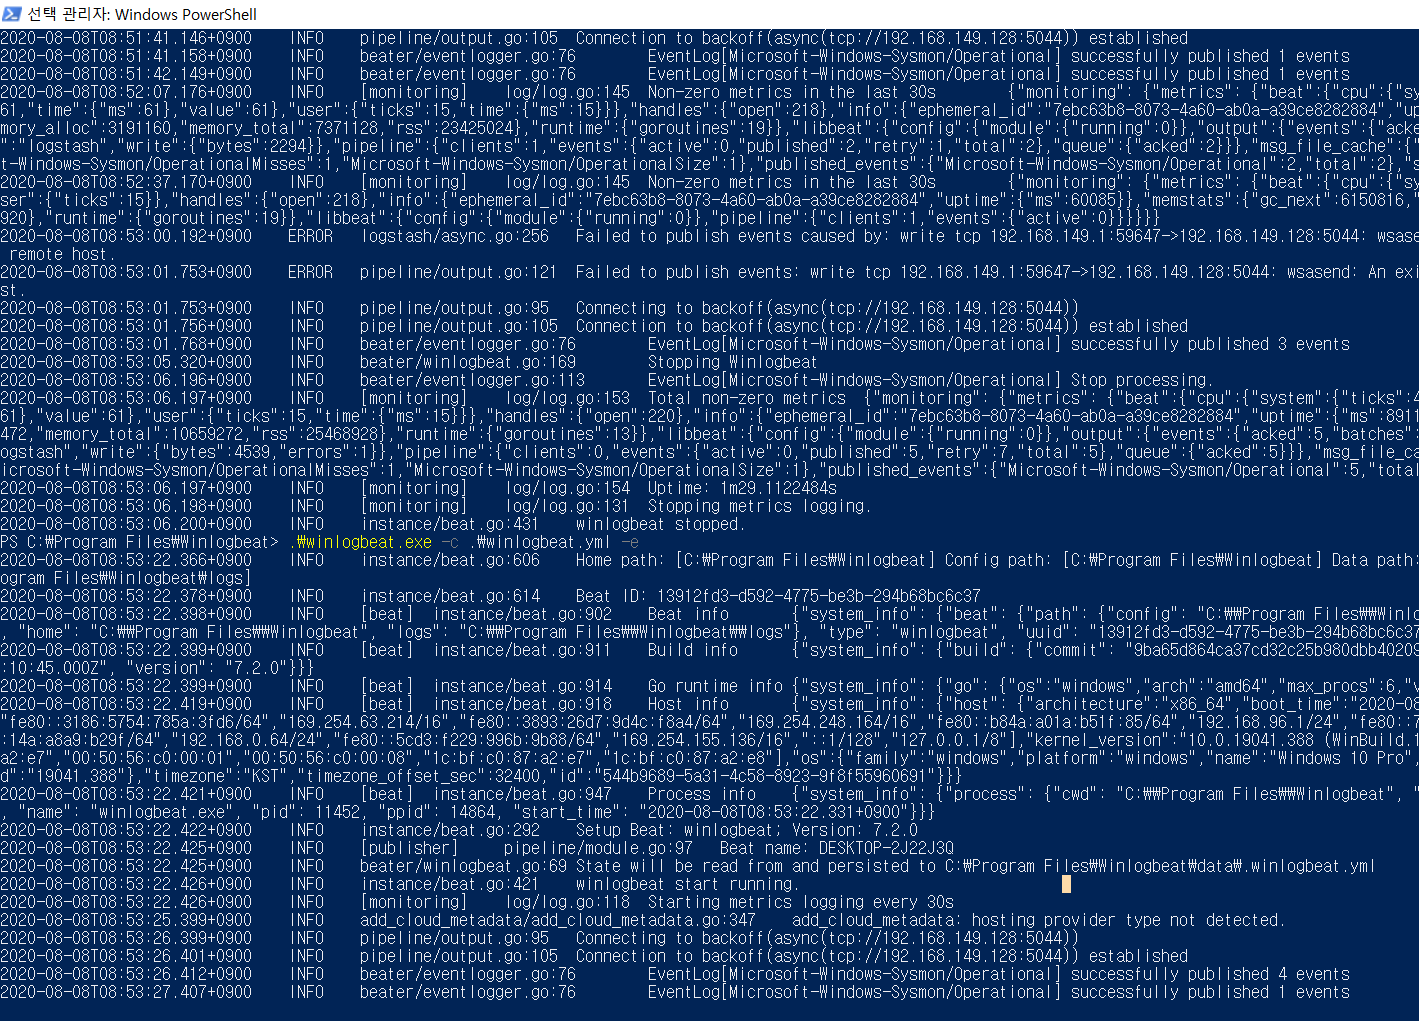 선택 관리자: Windows PowerShell
2020-08-08T08:51:41.146+0900 INFO pipeline/output.go:105 Connection to backoff(async(tcp://192.168.149.128:5044)) established
2020-08-08T08:51:41.158+0900 INFO beater/eventlogger.go:76 EventLog[Microsoft-Windows-Sysmon/Operational] successfully published 1 events
2020-08-08T08:51:42.149+0900 INFO beater/eventlogger.go:76 EventLog[Microsoft-Windows-Sysmon/Operational] successfully published 1 events
2020-08-08T08:52:07.176+0900 INFO [monitoring] log/log.go:145 Non-zero metrics in the last 30s {"monitoring": {"metrics": {"beat":{"cpu":{"sy
61,"time":{"ms":61},"value":61},"user":{"ticks":15,"time":{"ms":15}}},"handles":{"open":218},"info":{"ephemeral_id":"7ebc63b8-8073-4a60-ab0a-a39ce8282884","up
mory_alloc":3191160,"memory_total":7371128,"rss":23425024},"runtime":{"goroutines":19}},"libbeat":{"config":{"module":{"running":0}},"output":{"events":{"acke
":"logstash","write":{"bytes":2294}},"pipeline":{"clients":1,"events":{"active":0,"published":2,"retry":1,"total":2},"queue":{"acked":2}}},"msg_file_cache":{"
t-Windows-Sysmon/OperationalMisses":1,"Microsoft-Windows-Sysmon/OperationalSize":1},"published_events":{"Microsoft-Windows-Sysmon/Operational":2,"total":2},"s
2020-08-08T08:52:37.170+0900 INFO [monitoring] log/log.go:145 Non-zero metrics in the last 30s {"monitoring": {"metrics": {"beat":{"cpu":{"sy
ser":{"ticks":15}},"handles":{"open":218},"info":{"ephemeral_id":"7ebc63b8-8073-4a60-ab0a-a39ce8282884","uptime":{"ms":60085}},"memstats":{"gc_next":6150816,"
920},"runtime":{"goroutines":19}},"libbeat":{"config":{"module":{"running":0}},"pipeline":{"clients":1,"events":{"active":0}}}}}}
2020-08-08T08:53:00.192+0900 ERROR logstash/async.go:256 Failed to publish events caused by: write tcp 192.168.149.1:59647->192.168.149.128:5044: wsase
remote host.
2020-08-08T08:53:01.753+0900 ERROR pipeline/output.go:121 Failed to publish events: write tcp 192.168.149.1:59647->192.168.149.128:5044: wsasend: An exi
st.
2020-08-08T08:53:01.753+0900 INFO pipeline/output.go:95 Connecting to backoff(async(tcp://192.168.149.128:5044))
2020-08-08T08:53:01.756+0900 INFO pipeline/output.go:105 Connection to backoff(async(tcp://192.168.149.128:5044)) established
2020-08-08T08:53:01.768+0900 INFO beater/eventlogger.go:76 EventLog[Microsoft-Windows-Sysmon/Operational] successfully published 3 events
2020-08-08T08:53:05.320+0900 INFO beater/winlogbeat.go:169 Stopping Winlogbeat
2020-08-08T08:53:06.196+0900 INFO beater/eventlogger.go:113 EventLog[Microsoft-Windows-Sysmon/Operational] Stop processing.
2020-08-08T08:53:06.197+0900 INFO [monitoring] log/log.go:153 Total non-zero metrics {"monitoring": {"metrics": {"beat":{"cpu":{"system":{"ticks":4
61},"value":61},"user":{"ticks":15,"time":{"ms":15}}},"handles":{"open":220},"info":{"ephemeral_id":"7ebc63b8-8073-4a60-ab0a-a39ce8282884","uptime":{"ms":8911
472,"memory_total":10659272,"rss":25468928},"runtime":{"goroutines":13}},"libbeat":{"config":{"module":{"running":0}},"output":{"events":{"acked":5,"batches":
ogstash","write":{"bytes":4539,"errors":1}},"pipeline":{"clients":0,"events":{"active":0,"published":5,"retry":7,"total":5},"queue":{"acked":5}}},"msg_file_ca
icrosoft-Windows-Sysmon/OperationalMisses":1,"Microsoft-Windows-Sysmon/OperationalSize":1},"published_events":{"Microsoft-Windows-Sysmon/Operational":5,"total
2020-08-08T08:53:06.197+0900 INFO [monitoring] log/log.go:154 Uptime: 1m29.1122484s
2020-08-08T08:53:06.198+0900 INFO [monitoring] log/log.go:131 Stopping metrics logging.
2020-08-08T08:53:06.200+0900 INFO instance/beat.go:431 winlogbeat stopped.
PS C:₩Program Files₩Winlogbeat> .₩winlogbeat.exe -c .₩winlogbeat.yml -e
2020-08-08T08:53:22.366+0900 INFO instance/beat.go:606 Home path: [C:₩Program Files₩Winlogbeat] Config path: [C:₩Program Files₩Winlogbeat] Data path:
ogram Files₩Winlogbeat₩logs]
2020-08-08T08:53:22.378+0900 INFO instance/beat.go:614 Beat ID: 13912fd3-d592-4775-be3b-294b68bc6c37
2020-08-08T08:53:22.398+0900 INFO [beat] instance/beat.go:902 Beat info {"system_info": {"beat": {"path": {"config": "C:₩₩Program Files₩₩Winlo
, "home": "C:₩₩Program Files₩₩Winlogbeat", "logs": "C:₩₩Program Files₩₩Winlogbeat₩₩logs"}, "type": "winlogbeat", "uuid": "13912fd3-d592-4775-be3b-294b68bc6c37
2020-08-08T08:53:22.399+0900 INFO [beat] instance/beat.go:911 Build info {"system_info": {"build": {"commit": "9ba65d864ca37cd32c25b980dbb40209
:10:45.000Z", "version": "7.2.0"}}}
2020-08-08T08:53:22.399+0900 INFO [beat] instance/beat.go:914 Go runtime info {"system_info": {"go": {"os":"windows","arch":"amd64","max_procs":6,"v
2020-08-08T08:53:22.419+0900 INFO [beat] instance/beat.go:918 Host info {"system_info": {"host": {"architecture":"x86_64","boot_time":"2020-08
"fe80::3186:5754:785a:3fd6/64","169.254.63.214/16","fe80::3893:26d7:9d4c:f8a4/64","169.254.248.164/16","fe80::b84a:a01a:b51f:85/64","192.168.96.1/24","fe80::7
:14a:a8a9:b29f/64","192.168.0.64/24","fe80::5cd3:f229:996b:9b88/64","169.254.155.136/16","::1/128","127.0.0.1/8"],"kernel_version":"10.0.19041.388 (WinBuild.1
a2:e7","00:50:56:c0:00:01","00:50:56:c0:00:08","1c:bf:c0:87:a2:e7","1c:bf:c0:87:a2:e8"],"os":{"family":"windows","platform":"windows","name":"Windows 10 Pro",
d":"19041.388"},"timezone":"KST","timezone_offset_sec":32400,"id":"544b9689-5a31-4c58-8923-9f8f55960691"}}}
2020-08-08T08:53:22.421+0900 INFO [beat] instance/beat.go:947 Process info {"system_info": {"process": {"cwd": "C:₩₩Program Files₩₩Winlogbeat", "
, "name": "winlogbeat.exe", "pid": 11452, "ppid": 14864, "start_time": "2020-08-08T08:53:22.331+0900"}}}
2020-08-08T08:53:22.422+0900 INFO instance/beat.go:292 Setup Beat: winlogbeat; Version: 7.2.0
2020-08-08T08:53:22.425+0900 INFO [publisher] pipeline/module.go:97 Beat name: DESKTOP-2J22J3Q
2020-08-08T08:53:22.425+0900 INFO beater/winlogbeat.go:69 State will be read from and persisted to C:₩Program Files₩Winlogbeat₩data₩.winlogbeat.yml
2020-08-08T08:53:22.426+0900 INFO instance/beat.go:421 winlogbeat start running.
2020-08-08T08:53:22.426+0900 INFO [monitoring] log/log.go:118 Starting metrics logging every 30s
2020-08-08T08:53:25.399+0900 INFO add_cloud_metadata/add_cloud_metadata.go:347 add_cloud_metadata: hosting provider type not detected.
2020-08-08T08:53:26.399+0900 INFO pipeline/output.go:95 Connecting to backoff(async(tcp://192.168.149.128:5044))
2020-08-08T08:53:26.401+0900 INFO pipeline/output.go:105 Connection to backoff(async(tcp://192.168.149.128:5044)) established
2020-08-08T08:53:26.412+0900 INFO beater/eventlogger.go:76 EventLog[Microsoft-Windows-Sysmon/Operational] successfully published 4 events
2020-08-08T08:53:27.407+0900 INFO beater/eventlogger.go:76 EventLog[Microsoft-Windows-Sysmon/Operational] successfully published 1 events